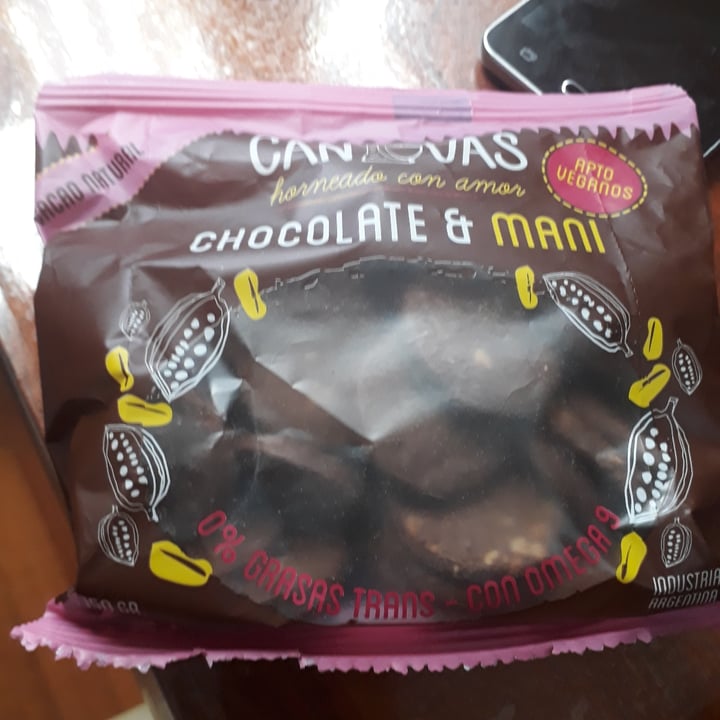 CANOVAS
horneado con amor
CACAO NATURAL
APTO
VEGANOS
CHOCOLATE & MANI
0% GRASAS TRANS - CON OMEGA 9
INDUSTRIA
ARGENTINA